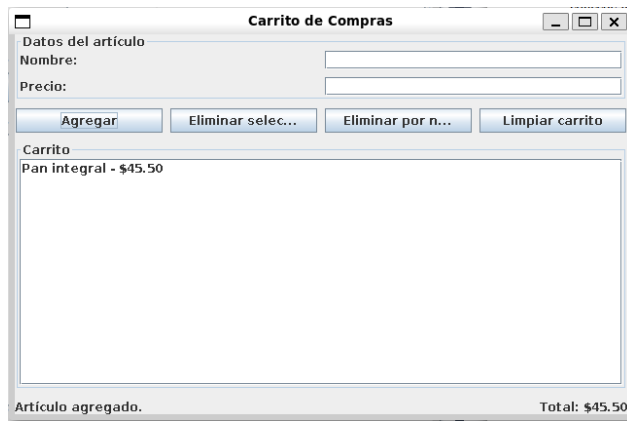 Carrito de Compras
Datos del artículo
Nombre:
Precio:
Agregar Eliminar selec... Eliminar por n... Limpiar carrito
Carrito
Pan integral - $45.50
Artículo agregado. Total: $45.50